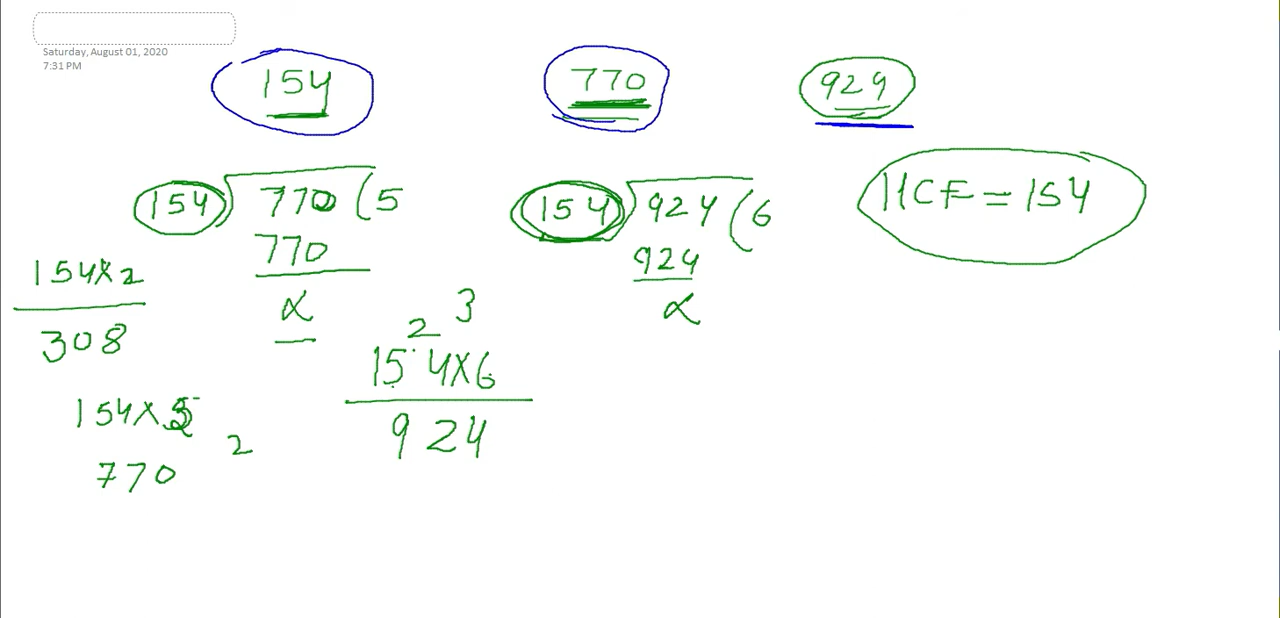 Saturday, August 01, 2020
7:31 PM
154 770 929
154) 770 (5
770
154) 924 (6
924
HCF = 154
154x2
308
154x5
770
2
2 3
154x6
924